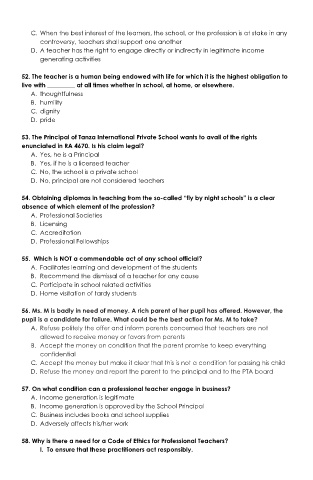 C. When the best interest of the learners, the school, or the profession is at stake in any
controversy, teachers shall support one another
D. A teacher has the right to engage directly or indirectly in legitimate income
generating activities
52. The teacher is a human being endowed with life for which it is the highest obligation to
live with ________ at all times whether in school, at home, or elsewhere.
A. thoughtfulness
B. humility
C. dignity
D. pride
53. The Principal of Tanza International Private School wants to avail of the rights
enunciated in RA 4670. Is his claim legal?
A. Yes, he is a Principal
B. Yes, if he is a licensed teacher
C. No, the school is a private school
D. No, principal are not considered teachers
54. Obtaining diplomas in teaching from the so-called “fly by night schools” is a clear
absence of which element of the profession?
A. Professional Societies
B. Licensing
C. Accreditation
D. Professional Fellowships
55. Which is NOT a commendable act of any school official?
A. Facilitates learning and development of the students
B. Recommend the dismissal of a teacher for any cause
C. Participate in school related activities
D. Home visitation of tardy students
56. Ms. M is badly in need of money. A rich parent of her pupil has offered. However, the
pupil is a candidate for failure. What could be the best action for Ms. M to take?
A. Refuse politely the offer and inform parents concerned that teachers are not
allowed to receive money or favors from parents
B. Accept the money on condition that the parent promise to keep everything
confidential
C. Accept the money but make it clear that this is not a condition for passing his child
D. Refuse the money and report the parent to the principal and to the PTA board
57. On what condition can a professional teacher engage in business?
A. Income generation is legitimate
B. Income generation is approved by the School Principal
C. Business includes books and school supplies
D. Adversely affects his/her work
58. Why is there a need for a Code of Ethics for Professional Teachers?
I. To ensure that these practitioners act responsibly.